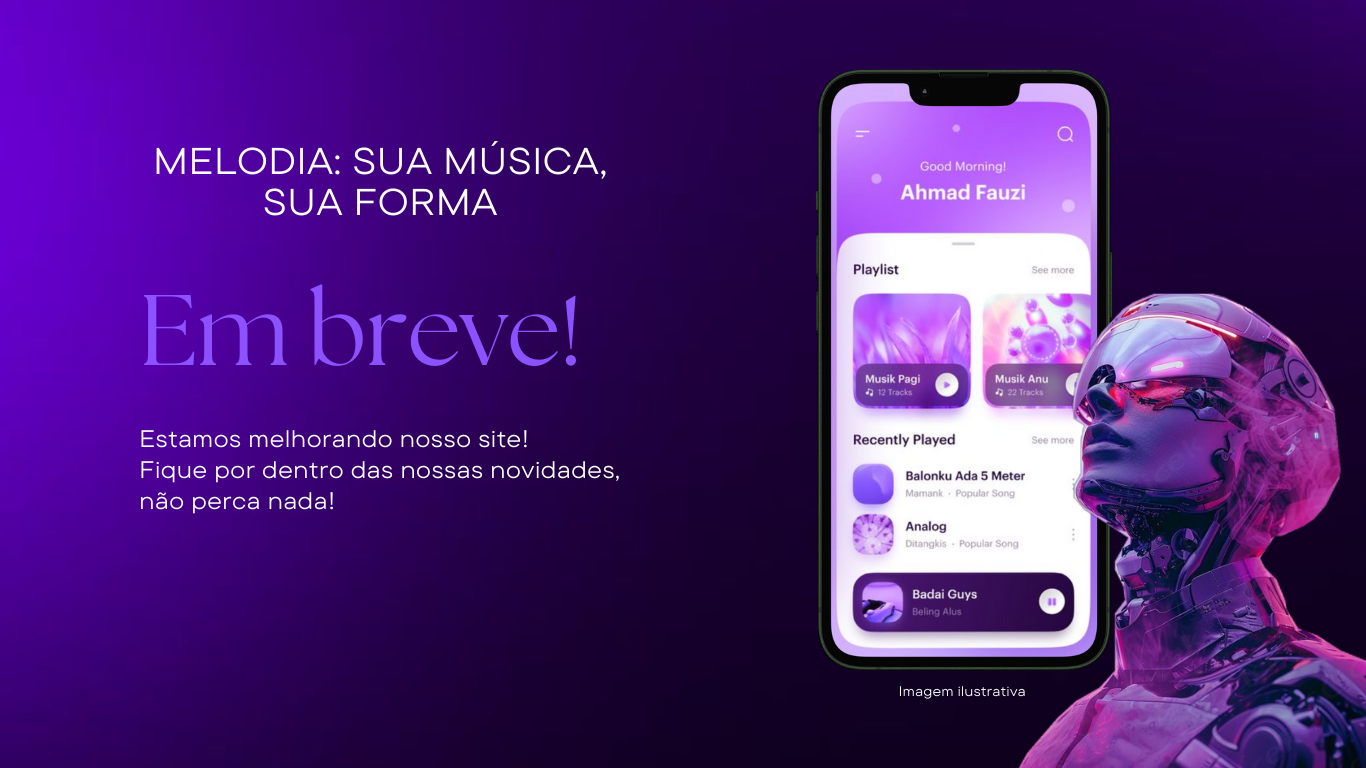 MELODIA: SUA MÚSICA,
SUA FORMA
Em breve!
Estamos melhorando nosso site!
Fique por dentro das nossas novidades,
não perca nada!
Good Morning!
Ahmad Fauzi
Playlist
See more
Musik Pagi
12 Tracks
Musik Anu
22 Tracks
Recently Played
See more
Balonku Ada 5 Meter
Mamank - Popular Song
Analog
Ditangkis - Popular Song
Badai Guys
Beling Alus
Imagem ilustrativa